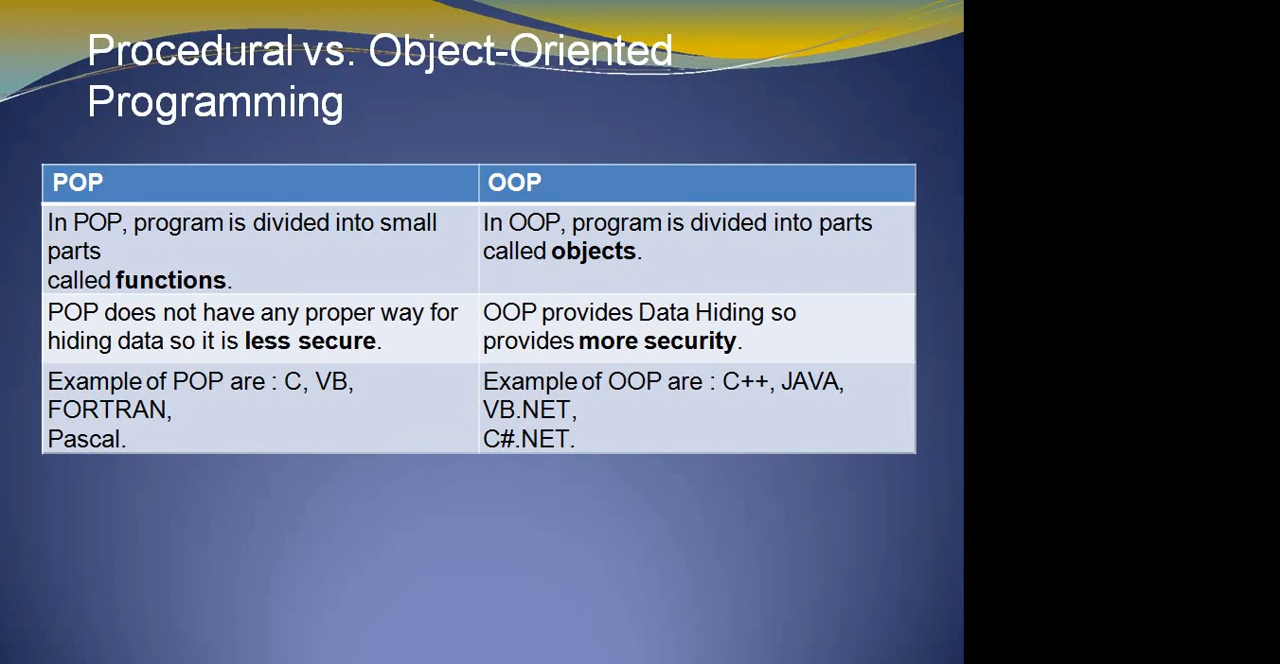 Procedural vs. Object-Oriented
Programming
POP
OOP
In POP, program is divided into small
parts
called functions.
In OOP, program is divided into parts
called objects.
POP does not have any proper way for
hiding data so it is less secure.
OOP provides Data Hiding so
provides more security.
Example of POP are : C, VB,
FORTRAN,
Pascal.
Example of OOP are : C++, JAVA,
VB.NET,
C#.NET.